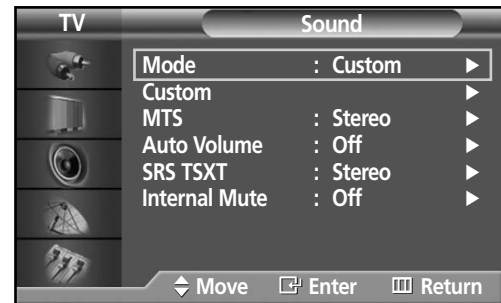 TV Sound
Mode : Custom
Custom
MTS : Stereo
Auto Volume : Off
SRS TSXT : Stereo
Internal Mute : Off
Move Enter Return